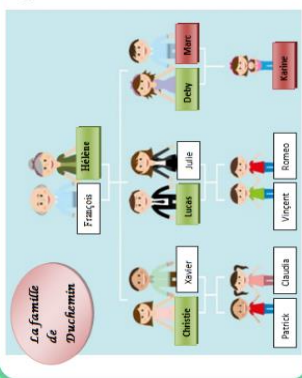 La famille
de
Duchemin
François
Hélène
Christie
Xavier
Lucas
Julie
Deby
Marc
Patrick
Claudia
Vinçent
Romeo
Karine